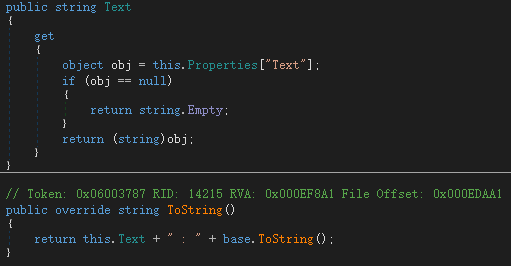 public string Text
{
get
{
object obj = this.Properties["Text"];
if (obj == null)
{
return string.Empty;
}
return (string)obj;
}
}
// Token: 0x06003787 RID: 14215 RVA: 0x000EF8A1 File Offset: 0x000EDAA1
public override string ToString()
{
return this.Text + " : " + base.ToString();
}